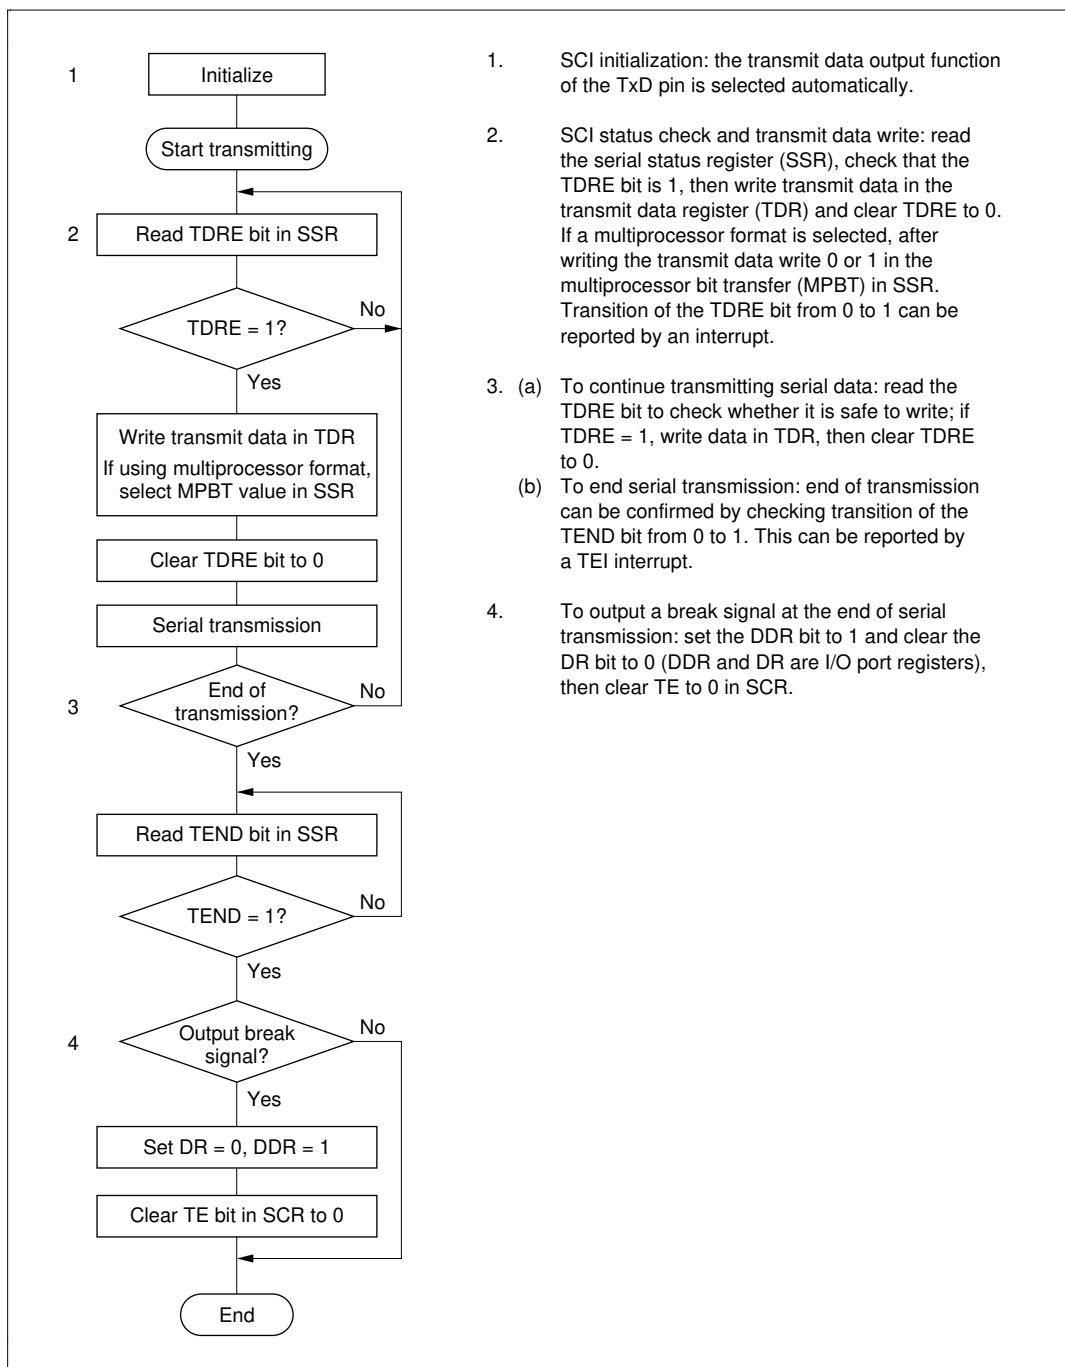 1
Initialize
Start transmitting
2
Read TDRE bit in SSR
TDRE = 1?
No
Yes
Write transmit data in TDR
If using multiprocessor format,
select MPBT value in SSR
Clear TDRE bit to 0
Serial transmission
3
End of
transmission?
No
Yes
Read TEND bit in SSR
TEND = 1?
No
Yes
4
Output break
signal?
No
Yes
Set DR = 0, DDR = 1
Clear TE bit in SCR to 0
End
1. SCI initialization: the transmit data output function
of the TxD pin is selected automatically.
2. SCI status check and transmit data write: read
the serial status register (SSR), check that the
TDRE bit is 1, then write transmit data in the
transmit data register (TDR) and clear TDRE to 0.
If a multiprocessor format is selected, after
writing the transmit data write 0 or 1 in the
multiprocessor bit transfer (MPBT) in SSR.
Transition of the TDRE bit from 0 to 1 can be
reported by an interrupt.
3. (a) To continue transmitting serial data: read the
TDRE bit to check whether it is safe to write; if
TDRE = 1, write data in TDR, then clear TDRE
to 0.
(b) To end serial transmission: end of transmission
can be confirmed by checking transition of the
TEND bit from 0 to 1. This can be reported by
a TEI interrupt.
4. To output a break signal at the end of serial
transmission: set the DDR bit to 1 and clear the
DR bit to 0 (DDR and DR are I/O port registers),
then clear TE to 0 in SCR.